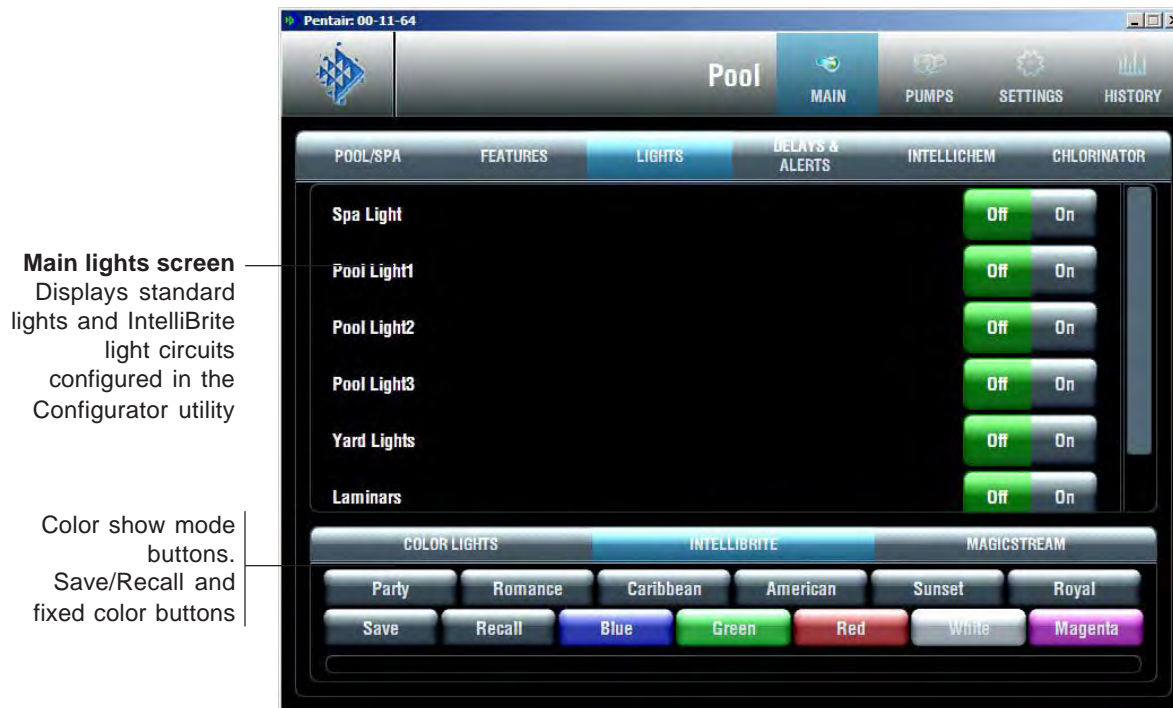 Pentair: 00-11-64
Pool
MAIN
PUMPS
SETTINGS
HISTORY
POOL/SPA
FEATURES
LIGHTS
DELAYS &
ALERTS
INTELLICHEM
CHLORINATOR
Spa Light Off On
Main lights screen
Displays standard
lights and IntelliBrite
light circuits
configured in the
Configurator utility
Pool Light1 Off On
Pool Light2 Off On
Pool Light3 Off On
Yard Lights Off On
Laminars Off On
Color show mode
buttons.
Save/Recall and
fixed color buttons
COLOR LIGHTS INTELLIBRITE MAGICSTREAM
Party Romance Caribbean American Sunset Royal
Save Recall Blue Green Red White Magenta